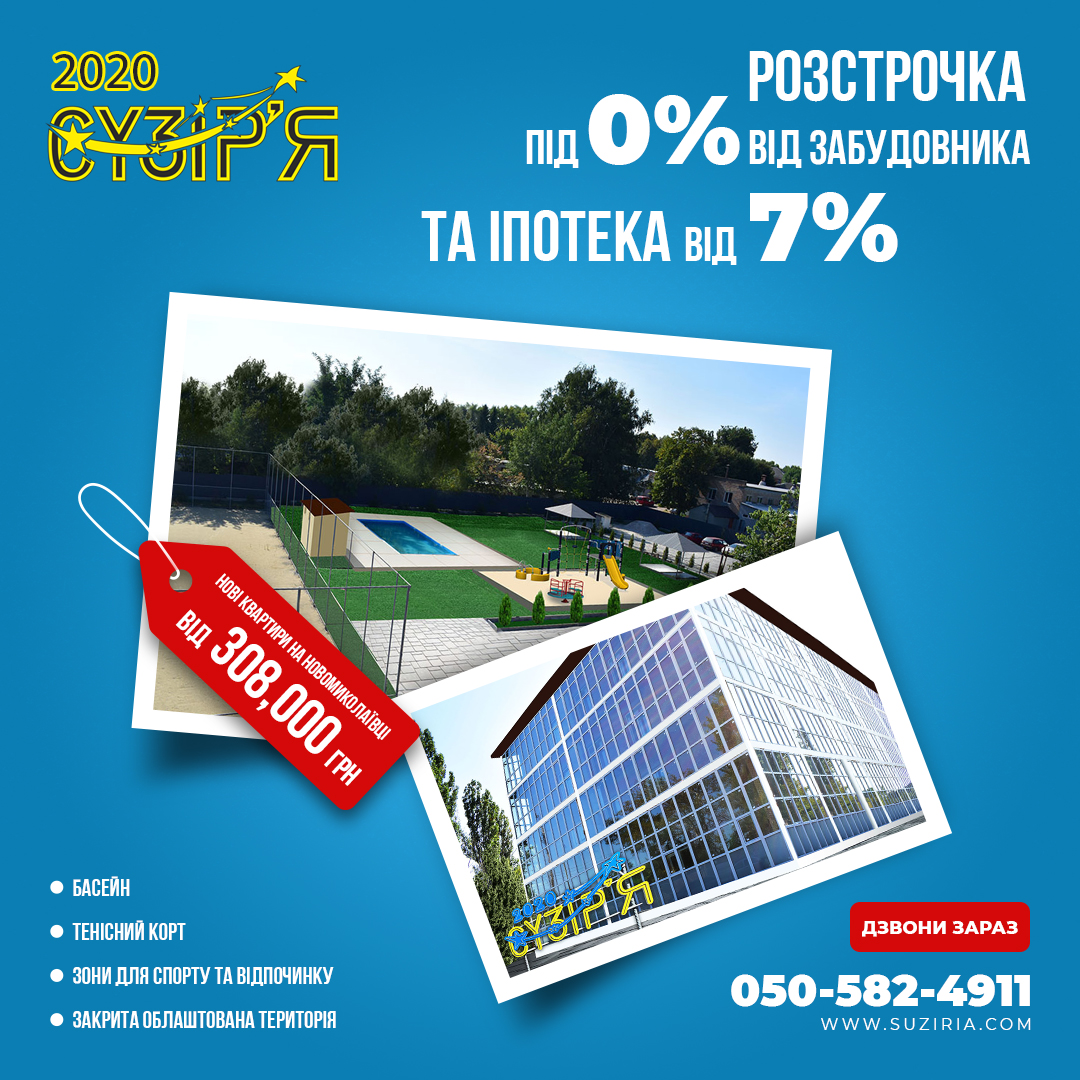 2020
СУЗІР'Я
РОЗСТРОЧКА
ПІД 0% ВІД ЗАБУДОВНИКА
ТА ІПОТЕКА ВІД 7%
НОВІ КВАРТИРИ НА НОВОМИКОЛАЇВЦІ
ВІД 308,000 ГРН
2020
СУЗІР'Я
БАСЕЙН
ТЕНІСНИЙ КОРТ
ЗОНИ ДЛЯ СПОРТУ ТА ВІДПОЧИНКУ
ЗАКРИТА ОБЛАШТОВАНА ТЕРИТОРІЯ
ДЗВОНИ ЗАРАЗ
050-582-4911
WWW.SUZIRIA.COM